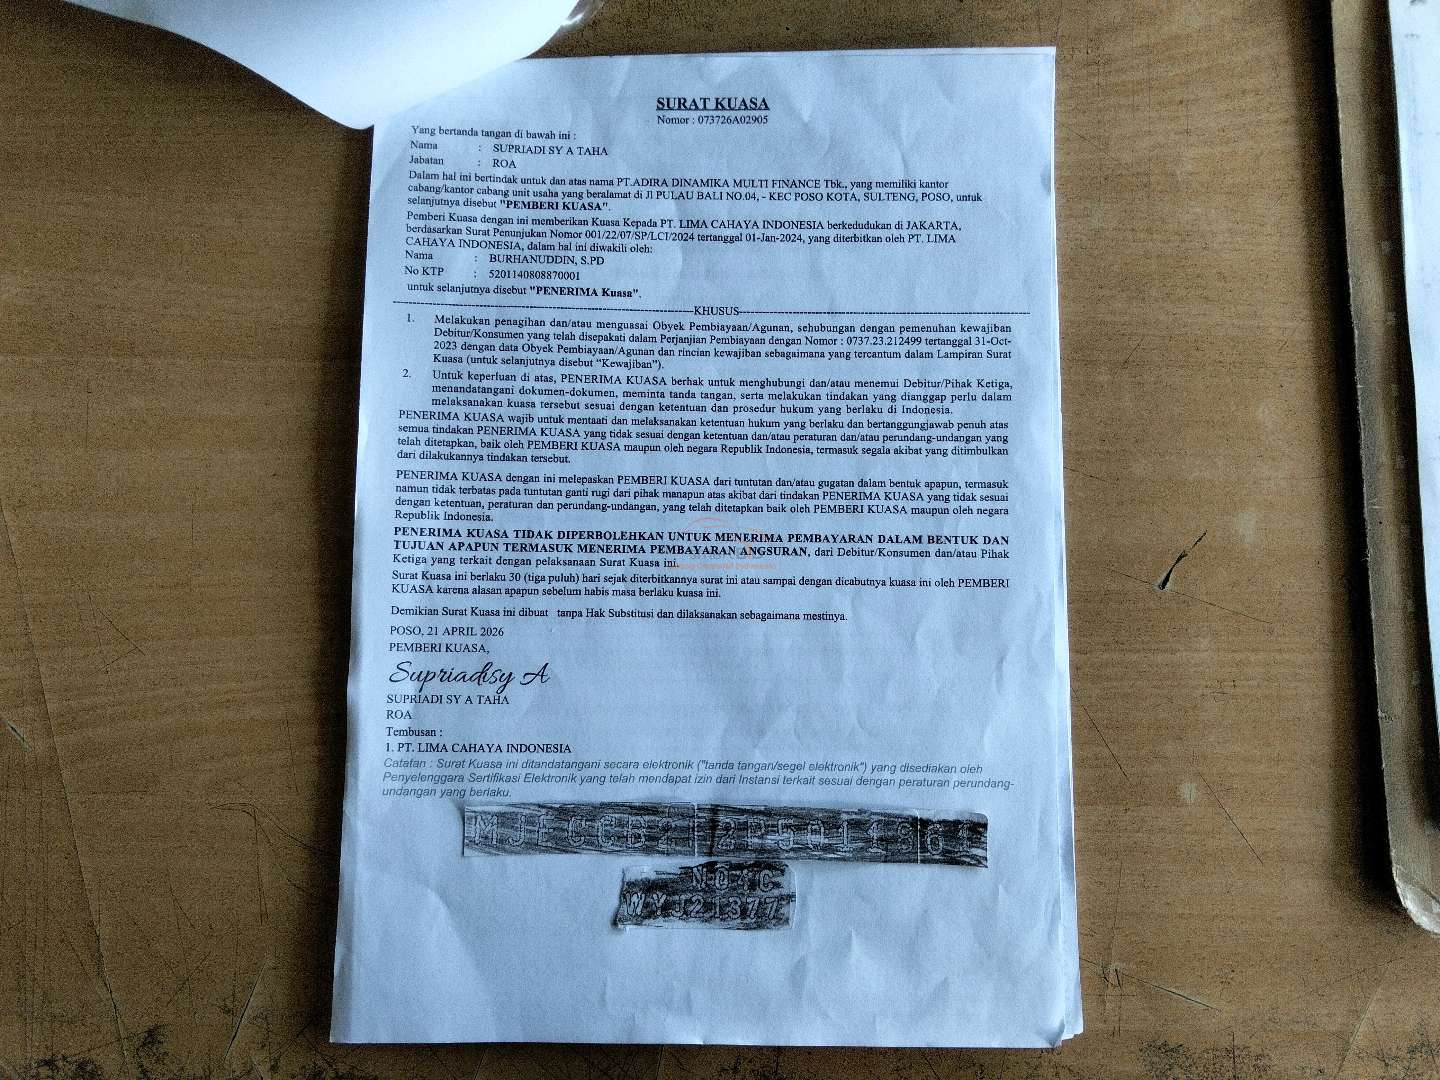 SURAT KUASA
Nomor : 073726A02905
Yang bertanda tangan di bawah ini :
Nama : SUPRIADI SY A TAHA
Jabatan : ROA
Dalam hal ini bertindak untuk dan atas nama PT.ADIRA DINAMIKA MULTI FINANCE Tbk., yang memiliki kantor
cabang/kantor cabang unit usaha yang beralamat di Jl PULAU BALI NO.04, - KEC POSO KOTA, SULTENG, POSO, untuk
selanjutnya disebut "PEMBERI KUASA".
Pemberi Kuasa dengan ini memberikan Kuasa Kepada PT. LIMA CAHAYA INDONESIA berkedudukan di JAKARTA,
berdasarkan Surat Penunjukan Nomor 001/22/07/SP/LCI/2024 tertanggal 01-Jan-2024, yang diterbitkan oleh PT. LIMA
CAHAYA INDONESIA, dalam hal ini diwakili oleh:
Nama : BURHANUDDIN, S.PD
No KTP : 5201140808870001
untuk selanjutnya disebut "PENERIMA Kuasa".
KHUSUS
1. Melakukan penagihan dan/atau menguasai Obyek Pembiayaan/Agunan, sehubungan dengan pemenuhan kewajiban
Debitur/Konsumen yang telah disepakati dalam Perjanjian Pembiayaan dengan Nomor : 0737.23.212499 tertanggal 31-Oct-
2023 dengan data Obyek Pembiayaan/Agunan dan rincian kewajiban sebagaimana yang tercantum dalam Lampiran Surat
Kuasa (untuk selanjutnya disebut “Kewajiban”).
2. Untuk keperluan di atas, PENERIMA KUASA berhak untuk menghubungi dan/atau menemui Debitur/Pihak Ketiga,
menandatangani dokumen-dokumen, meminta tanda tangan, serta melakukan tindakan yang dianggap perlu dalam
melaksanakan kuasa tersebut sesuai dengan ketentuan dan prosedur hukum yang berlaku di Indonesia.
PENERIMA KUASA wajib untuk mentaati dan melaksanakan ketentuan hukum yang berlaku dan bertanggungjawab penuh atas
semua tindakan PENERIMA KUASA yang tidak sesuai dengan ketentuan dan/atau peraturan dan/atau perundang-undangan yang
telah ditetapkan, baik oleh PEMBERI KUASA maupun oleh negara Republik Indonesia, termasuk segala akibat yang ditimbulkan
dari dilakukannya tindakan tersebut.
PENERIMA KUASA dengan ini melepaskan PEMBERI KUASA dari tuntutan dan/atau gugatan dalam bentuk apapun, termasuk
namun tidak terbatas pada tuntutan ganti rugi dari pihak manapun atas akibat dari tindakan PENERIMA KUASA yang tidak sesuai
dengan ketentuan, peraturan dan perundang-undangan, yang telah ditetapkan baik oleh PEMBERI KUASA maupun oleh negara
Republik Indonesia.
PENERIMA KUASA TIDAK DIPERBOLEHKAN UNTUK MENERIMA PEMBAYARAN DALAM BENTUK DAN
TUJUAN APAPUN TERMASUK MENERIMA PEMBAYARAN ANGSURAN, dari Debitur/Konsumen dan/atau Pihak
Ketiga yang terkait dengan pelaksanaan Surat Kuasa ini.
Surat Kuasa ini berlaku 30 (tiga puluh) hari sejak diterbitkannya surat ini atau sampai dengan dicabutnya kuasa ini oleh PEMBERI
KUASA karena alasan apapun sebelum habis masa berlaku kuasa ini.
Demikian Surat Kuasa ini dibuat tanpa Hak Substitusi dan dilaksanakan sebagaimana mestinya.
POSO, 21 APRIL 2026
PEMBERI KUASA,
Supriadisy A
SUPRIADI SY A TAHA
ROA
Tembusan :
1. PT. LIMA CAHAYA INDONESIA
Catatan : Surat Kuasa ini ditandatangani secara elektronik ("tanda tangan/segel elektronik") yang disediakan oleh
Penyelenggara Sertifikasi Elektronik yang telah mendapat izin dari Instansi terkait sesuai dengan peraturan perundang-
undangan yang berlaku.
N04C
WYJ21377